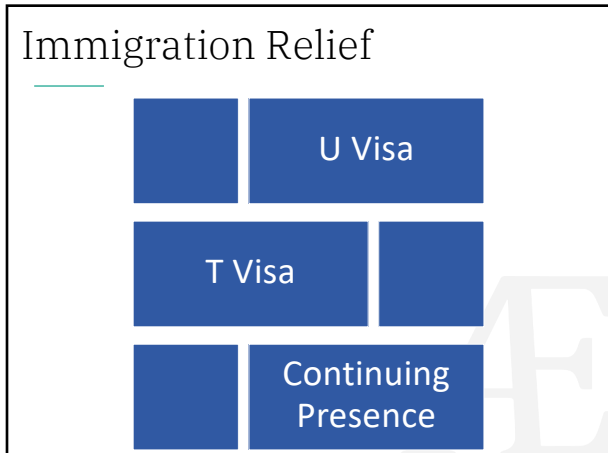 Immigration Relief
U Visa
T Visa
Continuing
Presence
Æ